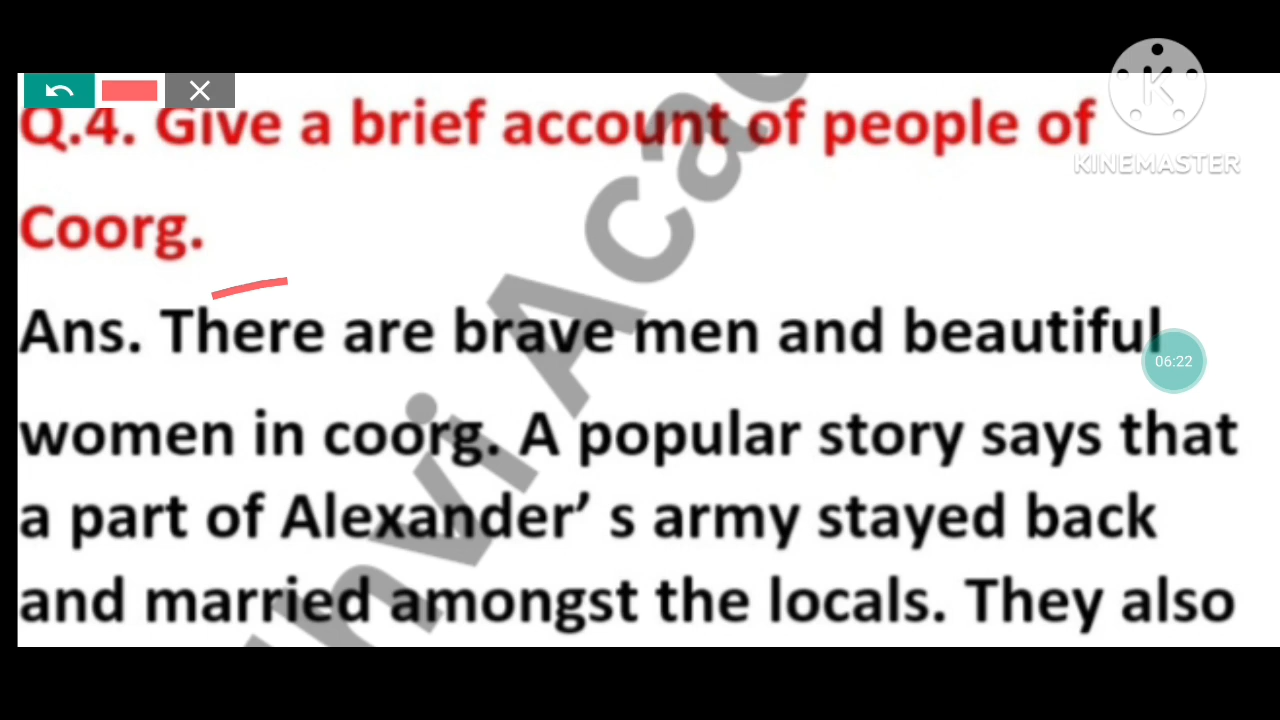 Q.4. Give a brief account of people of
KINEMASTER
Coorg.
Ans. There are brave men and beautiful
06:22
women in coorg. A popular story says that
a part of Alexander’ s army stayed back
and married amongst the locals. They also